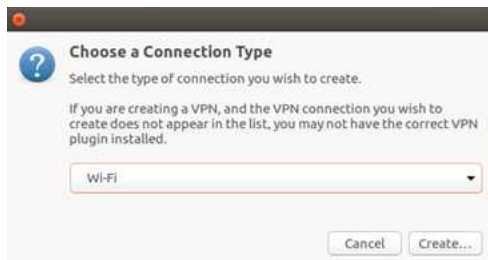 Choose a Connection Type
Select the type of connection you wish to create.
If you are creating a VPN, and the VPN connection you wish to
create does not appear in the list, you may not have the correct VPN
plugin installed.
Wi-Fi
Cancel Create...